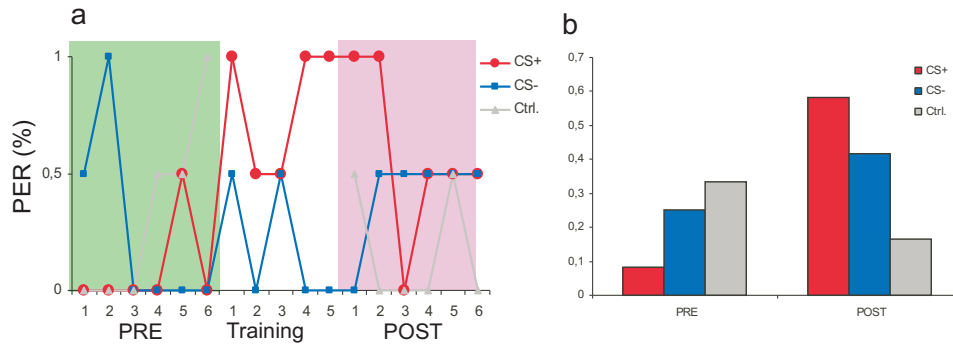 a
PER (%)
1
0,5
0
CS+
CS-
Ctrl.
1 2 3 4 5 6 1 2 3 4 5 1 2 3 4 5 6
PRE Training POST
b
0,7
0,6
0,5
0,4
0,3
0,2
0,1
0
CS+
CS-
Ctrl.
PRE POST